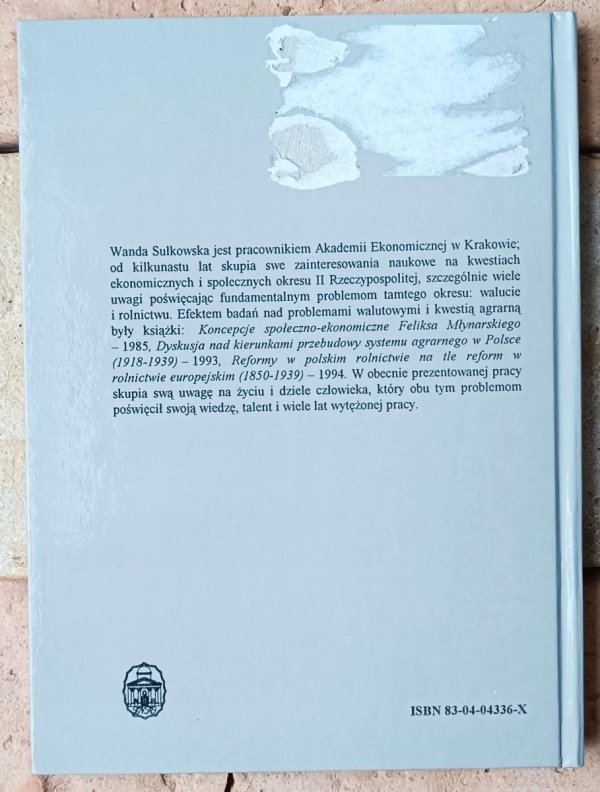 Wanda Sulkowska jest pracownikiem Akademii Ekonomicznej w Krakowie;
od kilkunastu lat skupia swe zainteresowania naukowe na kwestiach
ekonomicznych i społecznych okresu II Rzeczypospolitej, szczególnie wiele
uwagi poświęcając fundamentalnym problemom tamtego okresu: walucie
i rolnictwu. Efektem badań nad problemami walutowymi i kwestią agrarną
były książki: Koncepcje społeczno-ekonomiczne Feliksa Młynarskiego
– 1985, Dyskusja nad kierunkami przebudowy systemu agrarnego w Polsce
(1918-1939) – 1993, Reformy w polskim rolnictwie na tle reform w
rolnictwie europejskim (1850-1939) – 1994. W obecnie prezentowanej pracy
skupia swą uwagę na życiu i dziele człowieka, który obu tym problemom
poświęcił swoją wiedzę, talent i wiele lat wytężonej pracy.
ISBN 83-04-04336-X